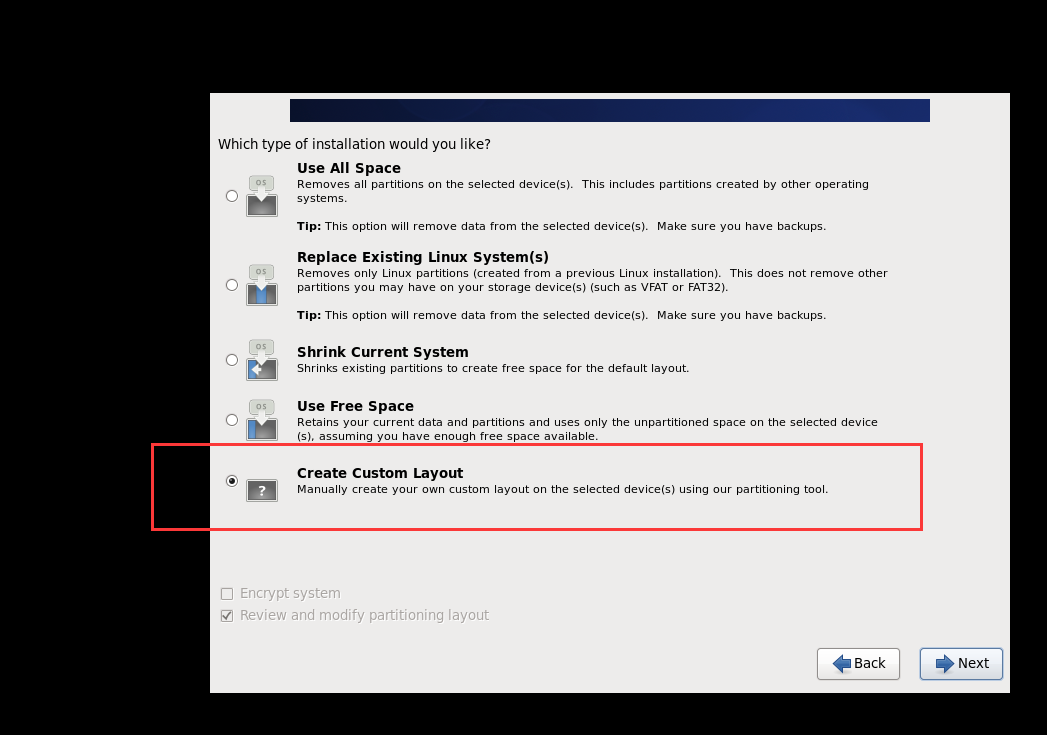 Which type of installation would you like?
OS
Use All Space
Removes all partitions on the selected device(s).  This includes partitions created by other operating
systems.
Tip: This option will remove data from the selected device(s).  Make sure you have backups.
OS
Replace Existing Linux System(s)
Removes only Linux partitions (created from a previous Linux installation).  This does not remove other
partitions you may have on your storage device(s) (such as VFAT or FAT32).
Tip: This option will remove data from the selected device(s).  Make sure you have backups.
OS
Shrink Current System
Shrinks existing partitions to create free space for the default layout.
OS
Use Free Space
Retains your current data and partitions and uses only the unpartitioned space on the selected device
(s), assuming you have enough free space available.
?
Create Custom Layout
Manually create your own custom layout on the selected device(s) using our partitioning tool.
Encrypt system
Review and modify partitioning layout
Back
Next